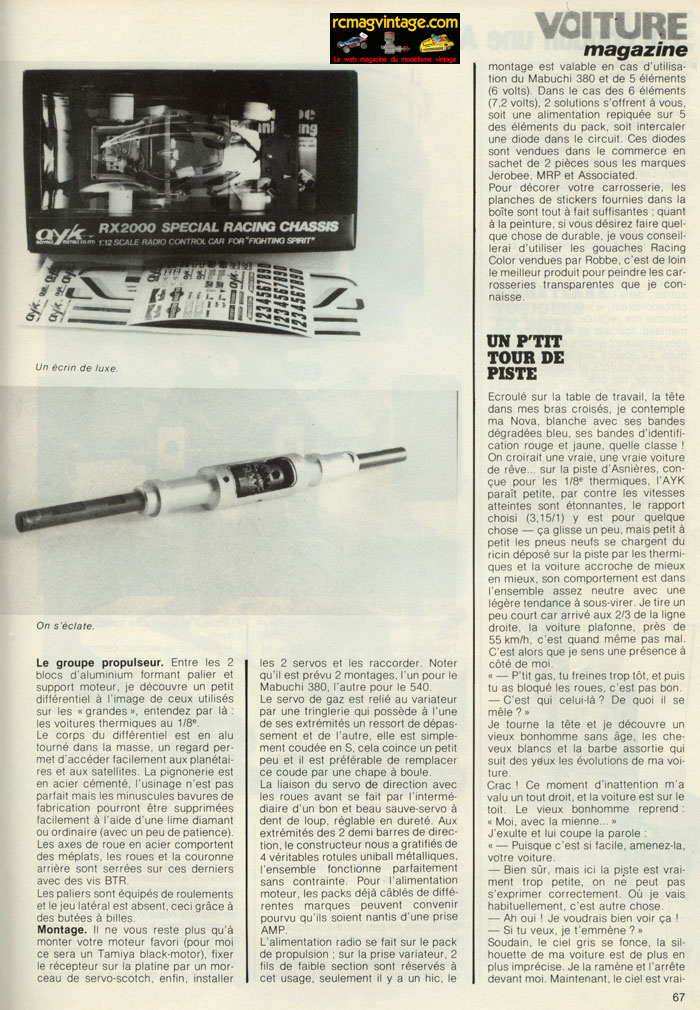 rcmagvintage.com
Le web magazine du modélisme vintage
VOITURE
magazine
ayk
RX2000 SPECIAL RACING CHASSIS
1:12 SCALE RADIO CONTROL CAR FOR "FIGHTING SPIRIT"
Un écrin de luxe.
On s'éclate.
Le groupe propulseur. Entre les 2
blocs d'aluminium formant palier et
support moteur, je découvre un petit
différentiel à l'image de ceux utilisés
sur les « grandes », entendez par là :
les voitures thermiques au 1/8e.
Le corps du différentiel est en alu
tourné dans la masse, un regard per-
met d'accéder facilement aux planétai-
res et aux satellites. La pignonerie est
en acier cémenté, l'usinage n'est pas
parfait mais les minuscules bavures de
fabrication pourront être supprimées
facilement à l'aide d'une lime diamant
ou ordinaire (avec un peu de patience).
Les axes de roue en acier comportent
des méplats, les roues et la couronne
arrière sont serrées sur ces derniers
avec des vis BTR.
Les paliers sont équipés de roulements
et le jeu latéral est absent, ceci grâce à
des butées à billes.
Montage. Il ne vous reste plus qu'à
monter votre moteur favori (pour moi
ce sera un Tamiya black-motor), fixer
le récepteur sur la platine par un mor-
ceau de servo-scotch, enfin, installer
les 2 servos et les raccorder. Noter
qu'il est prévu 2 montages, l'un pour le
Mabuchi 380, l'autre pour le 540.
Le servo de gaz est relié au variateur
par une tringlerie qui possède à l'une
de ses extrémités un ressort de dépas-
sement et de l'autre, elle est simple-
ment coudée en S, cela coince un petit
peu et il est préférable de remplacer
ce coude par une chape à boule.
La liaison du servo de direction avec
les roues avant se fait par l'intermé-
diaire d'un bon et beau sauve-servo à
dent de loup, réglable en dureté. Aux
extrémités des 2 demi barres de direc-
tion, le constructeur nous a gratifiés de
4 véritables rotules uniball métalliques,
l'ensemble fonctionne parfaitement
sans contrainte. Pour l'alimentation
moteur, les packs déjà câblés de diffé-
rentes marques peuvent convenir
pourvu qu'ils soient nantis d'une prise
AMP.
L'alimentation radio se fait sur le pack
de propulsion ; sur la prise variateur, 2
fils de faible section sont réservés à
cet usage, seulement il y a un hic, le
montage est valable en cas d'utilisa-
tion du Mabuchi 380 et de 5 éléments
(6 volts). Dans le cas des 6 éléments
(7,2 volts), 2 solutions s'offrent à vous,
soit une alimentation repiquée sur 5
des éléments du pack, soit intercaler
une diode dans le circuit. Ces diodes
sont vendues dans le commerce en
sachet de 2 pièces sous les marques
Jerobee, MRP et Associated.
Pour décorer votre carrosserie, les
planches de stickers fournies dans la
boîte sont tout à fait suffisantes ; quant
à la peinture, si vous désirez faire quel-
que chose de durable, je vous conseil-
lerai d'utiliser les gouaches Racing
Color vendues par Robbe, c'est de loin
le meilleur produit pour peindre les car-
rosseries transparentes que je con-
naisse.
UN P'TIT
TOUR DE
PISTE
Ecroulé sur la table de travail, la tête
dans mes bras croisés, je contemple
ma Nova, blanche avec ses bandes
dégradées bleu, ses bandes d'identifi-
cation rouge et jaune, quelle classe !
On croirait une vraie, une vraie voiture
de rêve... sur la piste d'Asnières, con-
çue pour les 1/8e thermiques, l'AYK
paraît petite, par contre les vitesses
atteintes sont étonnantes, le rapport
choisi (3,15/1) y est pour quelque
chose — ça glisse un peu, mais petit à
petit les pneus neufs se chargent du
ricin déposé sur la piste par les thermi-
ques et la voiture accroche de mieux
en mieux, son comportement est dans
l'ensemble assez neutre avec une
légère tendance à sous-virer. Je tire un
peu court car arrivé aux 2/3 de la ligne
droite, la voiture plafonne, près de
55 km/h, c'est quand même pas mal.
C'est alors que je sens une présence à
côté de moi.
« — P'tit gas, tu freines trop tôt, et puis
tu as bloqué les roues, c'est pas bon.
— C'est qui celui-là ? De quoi il se
mêle ? »
Je tourne la tête et je découvre un
vieux bonhomme sans âge, les che-
veux blancs et la barbe assortie qui
suit des yeux les évolutions de ma voi-
ture.
Crac ! Ce moment d'inattention m'a
valu un tout droit, et la voiture est sur le
toit. Le vieux bonhomme reprend :
« Moi, avec la mienne... »
J'exulte et lui coupe la parole :
« — Puisque c'est si facile, amenez-la,
votre voiture.
— Bien sûr, mais ici la piste est vrai-
ment trop petite, on ne peut pas
s'exprimer correctement. Où je vais
habituellement, c'est autre chose.
— Ah oui ! Je voudrais bien voir ça !
— Si tu veux, je t'emmène ? »
Soudain, le ciel gris se fonce, la sil-
houette de ma voiture est de plus en
plus imprécise. Je la ramène et l'arrête
devant moi. Maintenant, le ciel est vrai-
67